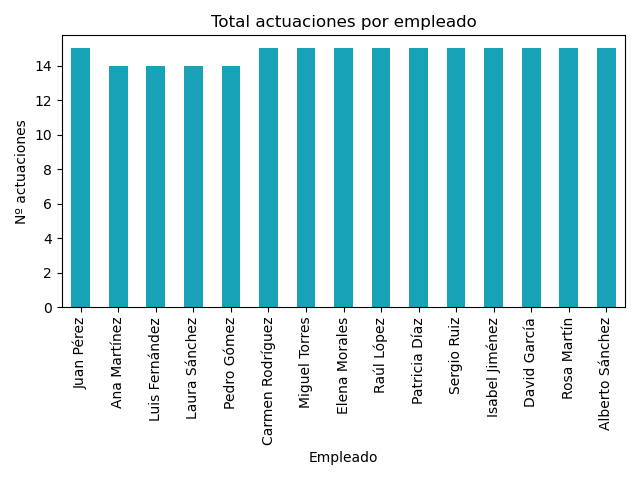 Total actuaciones por empleado
Nº actuaciones
14
12
10
8
6
4
2
0
Juan Pérez
Ana Martínez
Luis Fernández
Laura Sánchez
Pedro Gómez
Carmen Rodríguez
Miguel Torres
Elena Morales
Raúl López
Patricia Díaz
Sergio Ruiz
Isabel Jiménez
David García
Rosa Martín
Alberto Sánchez
Empleado